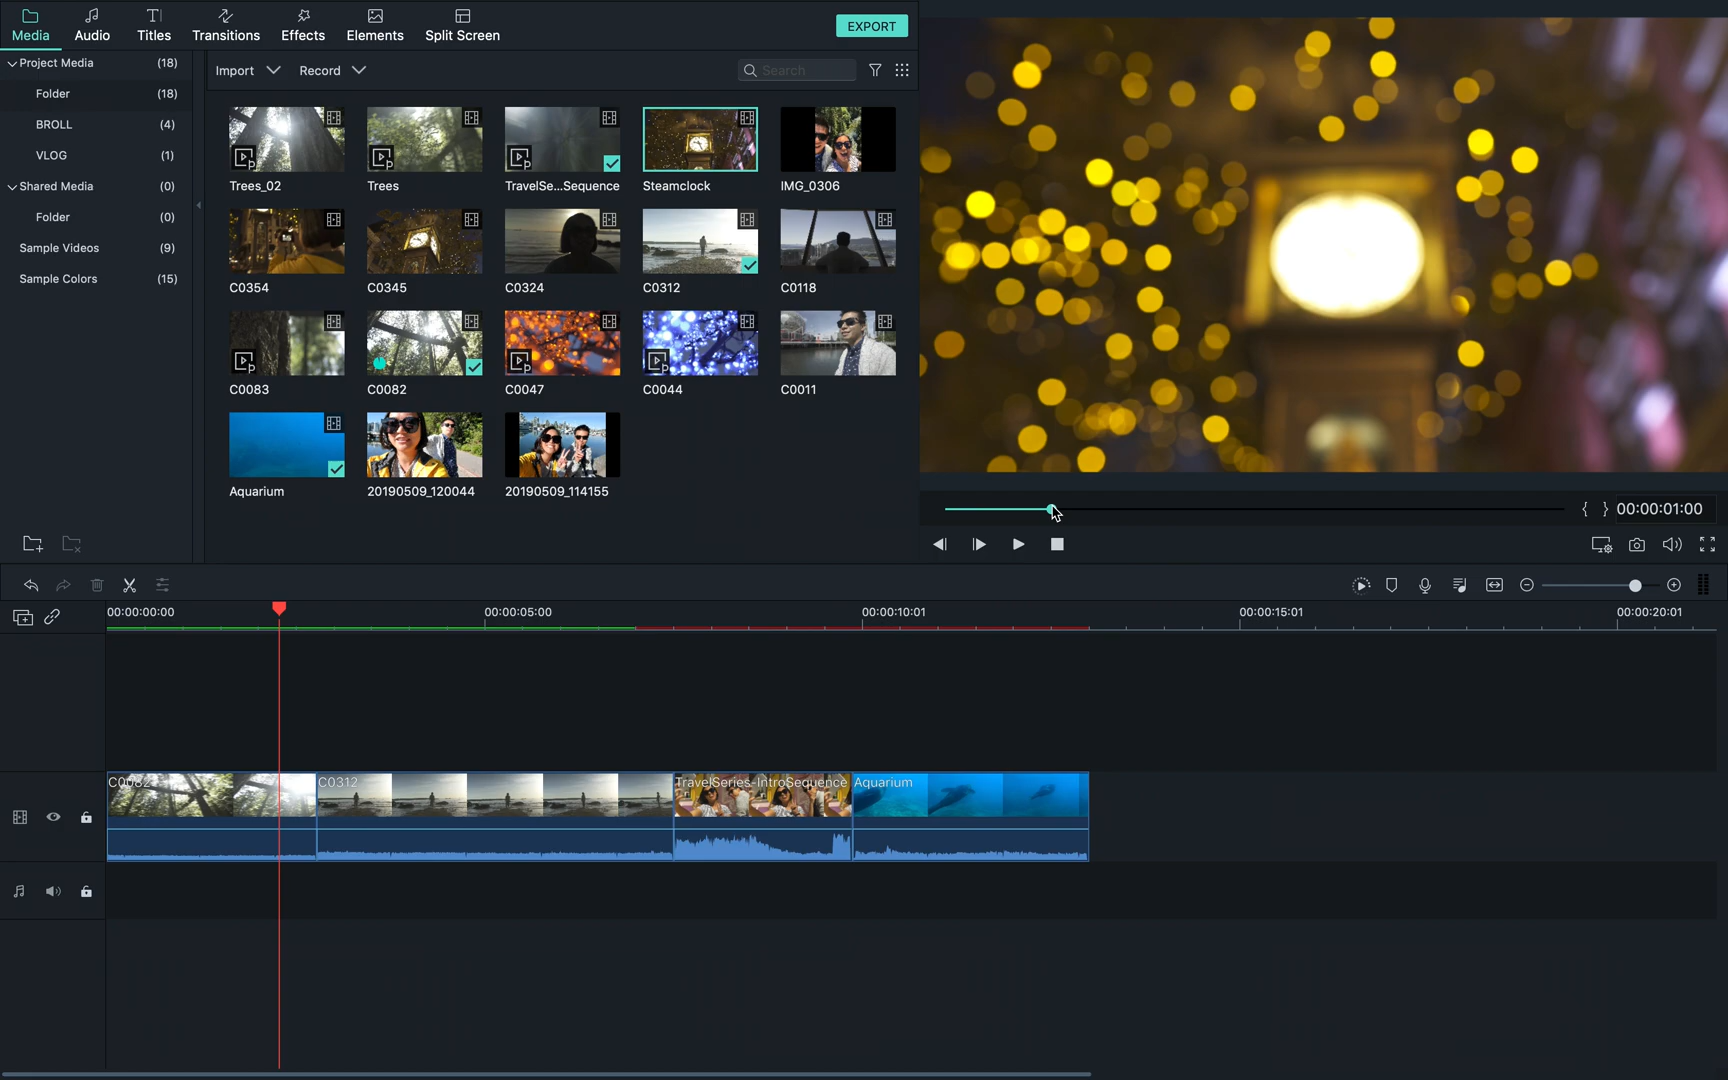 Media Audio Titles Transitions Effects Elements Split Screen EXPORT
Project Media (18)
Folder (18)
BROLL (4)
VLOG (1)
Shared Media (0)
Folder (0)
Sample Videos (9)
Sample Colors (15)
Import Record Search
Trees_02 Trees TravelSe...Sequence Steamclock IMG_0306
C0354 C0345 C0324 C0312 C0118
C0083 C0082 C0047 C0044 C0011
Aquarium 20190509_120044 20190509_114155
{ } 00:00:01:00
00:00:00:00 00:00:05:00 00:00:10:01 00:00:15:01 00:00:20:01
C0082 C0312 TravelSeries-IntroSequence Aquarium